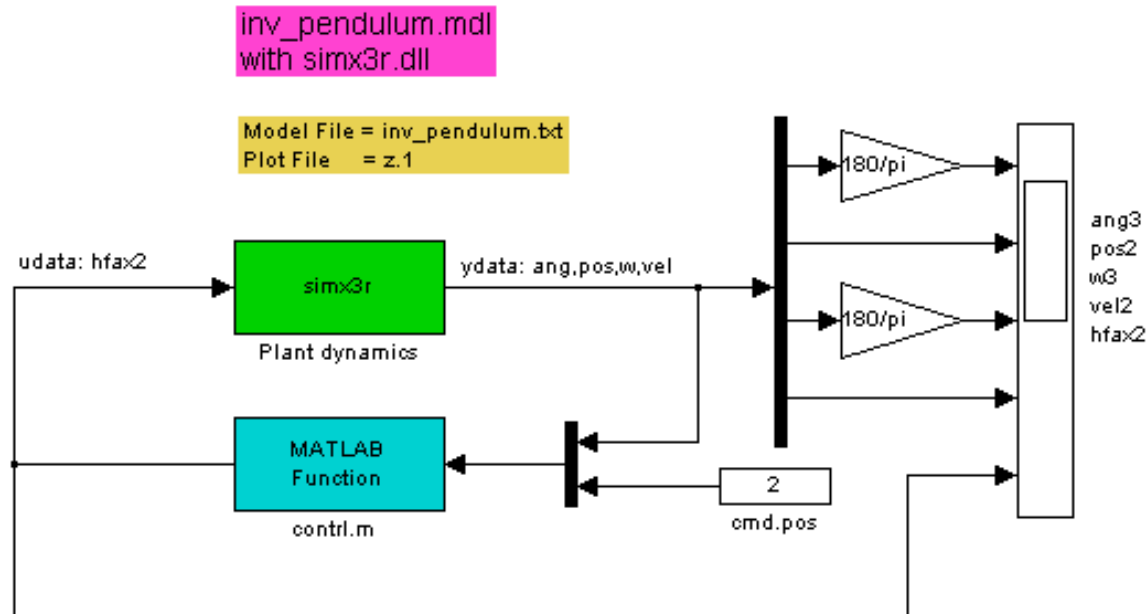 inv_pendulum.mdl
with simx3r.dll
Model File = inv_pendulum.txt
Plot File = z.1
180/pi
udata: hfax2
simx3r
ydata: ang,pos,w,vel
Plant dynamics
180/pi
ang3
pos2
w3
vel2
hfax2
MATLAB
Function
contrl.m
2
cmd.pos